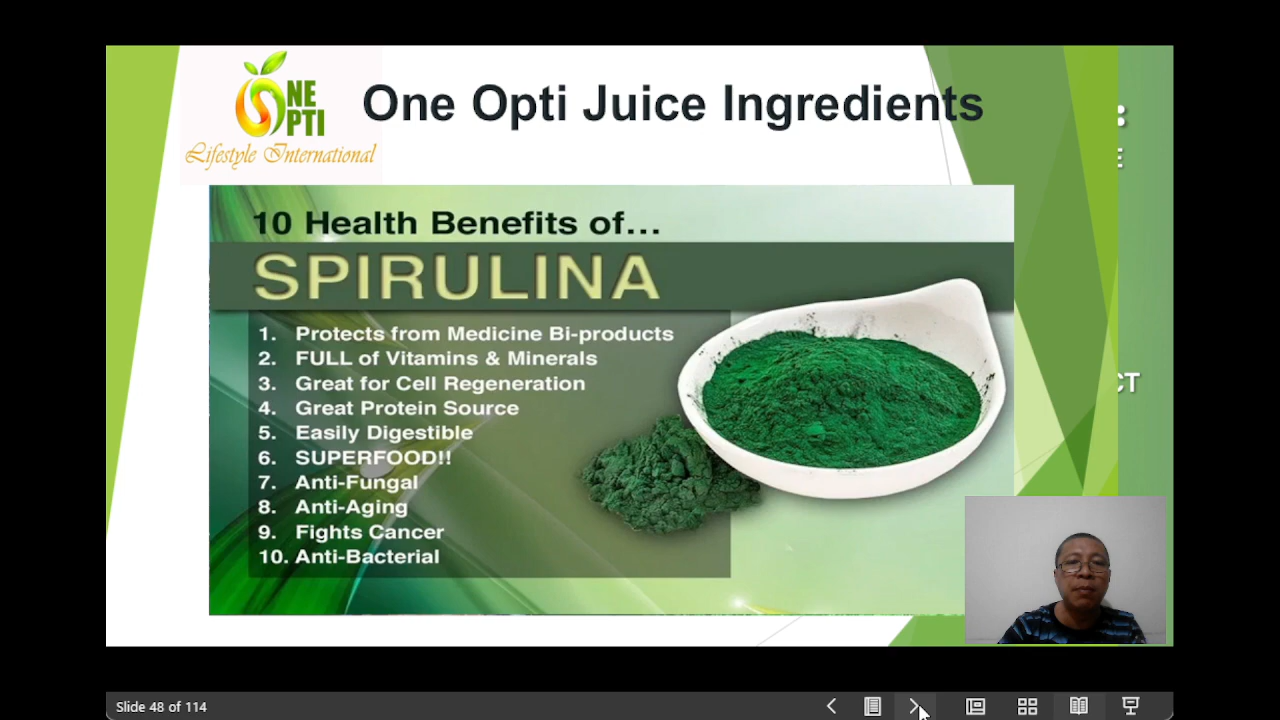 One Opti Juice Ingredients
NE
PTI
Lifestyle International
:
E
CT
10 Health Benefits of...
SPIRULINA
1. Protects from Medicine Bi-products
2. FULL of Vitamins & Minerals
3. Great for Cell Regeneration
4. Great Protein Source
5. Easily Digestible
6. SUPERFOOD!!
7. Anti-Fungal
8. Anti-Aging
9. Fights Cancer
10. Anti-Bacterial
Slide 48 of 114